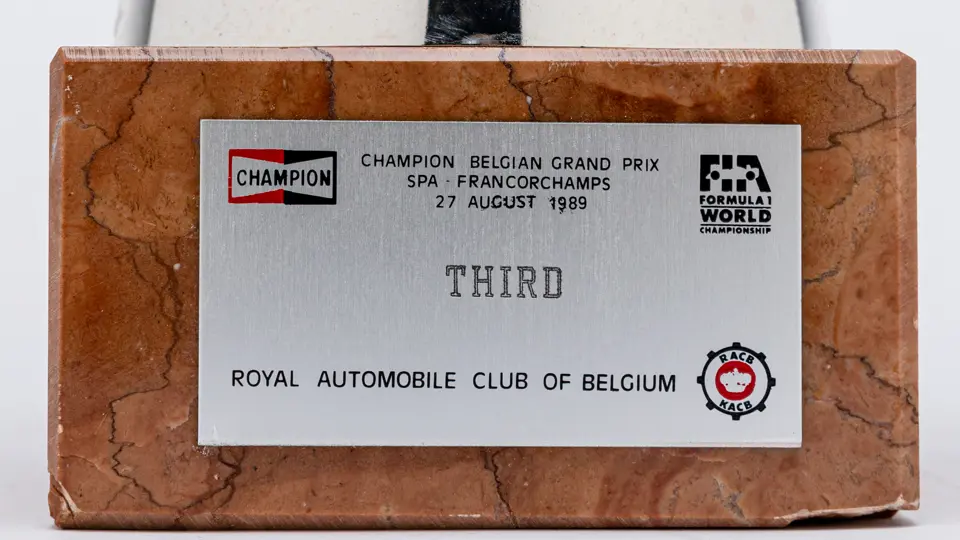 CHAMPION
CHAMPION BELGIAN GRAND PRIX
SPA - FRANCORCHAMPS
27 AUGUST 1989
FIA
FORMULA 1
WORLD
CHAMPIONSHIP
THIRD
ROYAL AUTOMOBILE CLUB OF BELGIUM
RACB
KACB